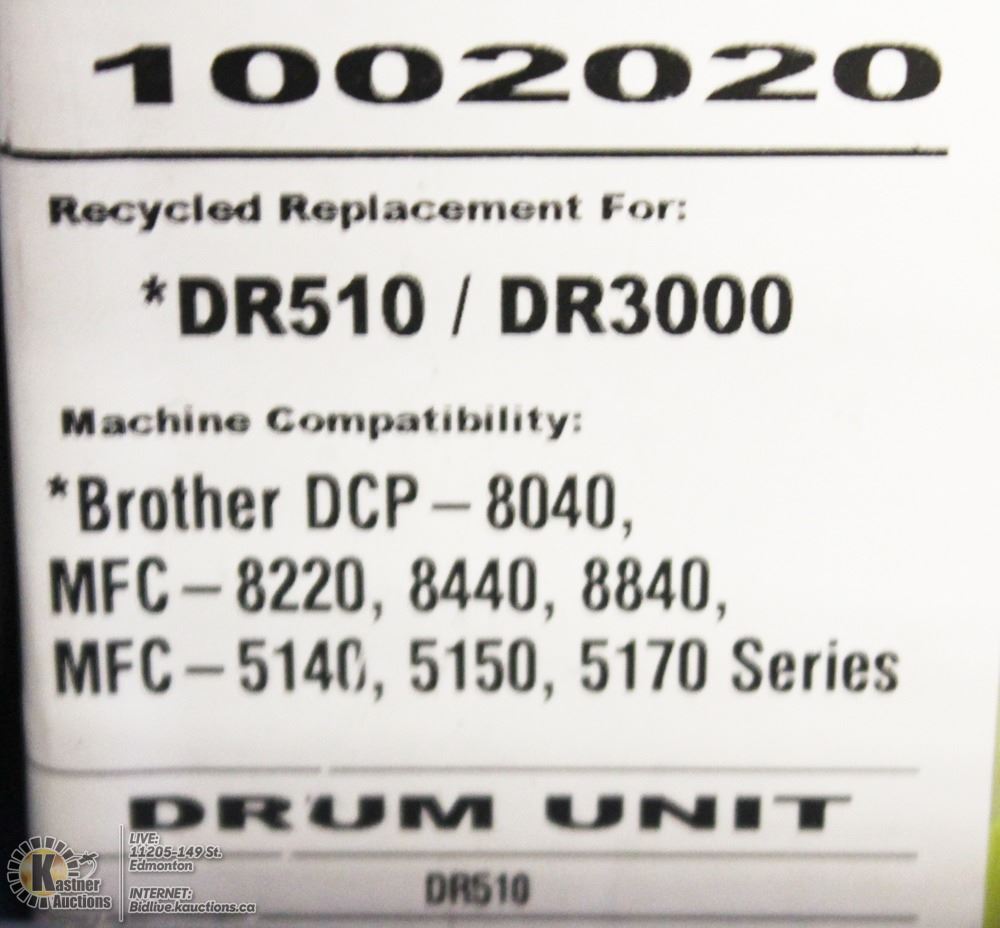 1002020
Recycled Replacement For:
*DR510 / DR3000
Machine Compatibility:
*Brother DCP – 8040,
MFC – 8220, 8440, 8840,
MFC – 5140, 5150, 5170 Series
DRUM UNIT
DR510
Kastner
Auctions
LIVE:
11205-149 St.
Edmonton
INTERNET:
Bidlive.kauctions.ca